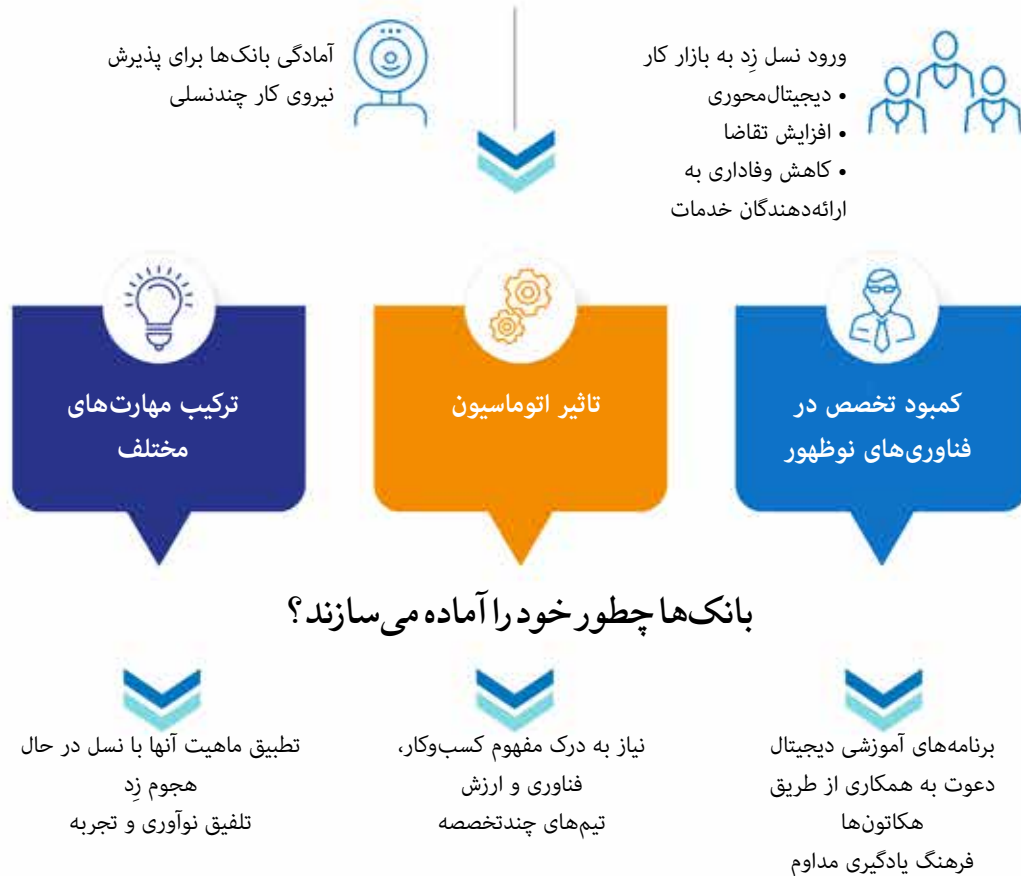 ورود نسل زِد به بازار کار
• دیجیتال‌محوری
• افزایش تقاضا
• کاهش وفاداری به
ارائه‌دهندگان خدمات
آمادگی بانک‌ها برای پذیرش
نیروی کار چندنسلی
کمبود تخصص در
فناوری‌های نوظهور
تاثیر اتوماسیون
ترکیب مهارت‌های
مختلف
بانک‌ها چطور خود را آماده می‌سازند؟
برنامه‌های آموزشی دیجیتال
دعوت به همکاری از طریق
هکاتون‌ها
فرهنگ یادگیری مداوم
نیاز به درک مفهوم کسب‌وکار،
فناوری و ارزش
تیم‌های چندتخصصه
تطبیق ماهیت آنها با نسل در حال
هجوم زِد
تلفیق نوآوری و تجربه